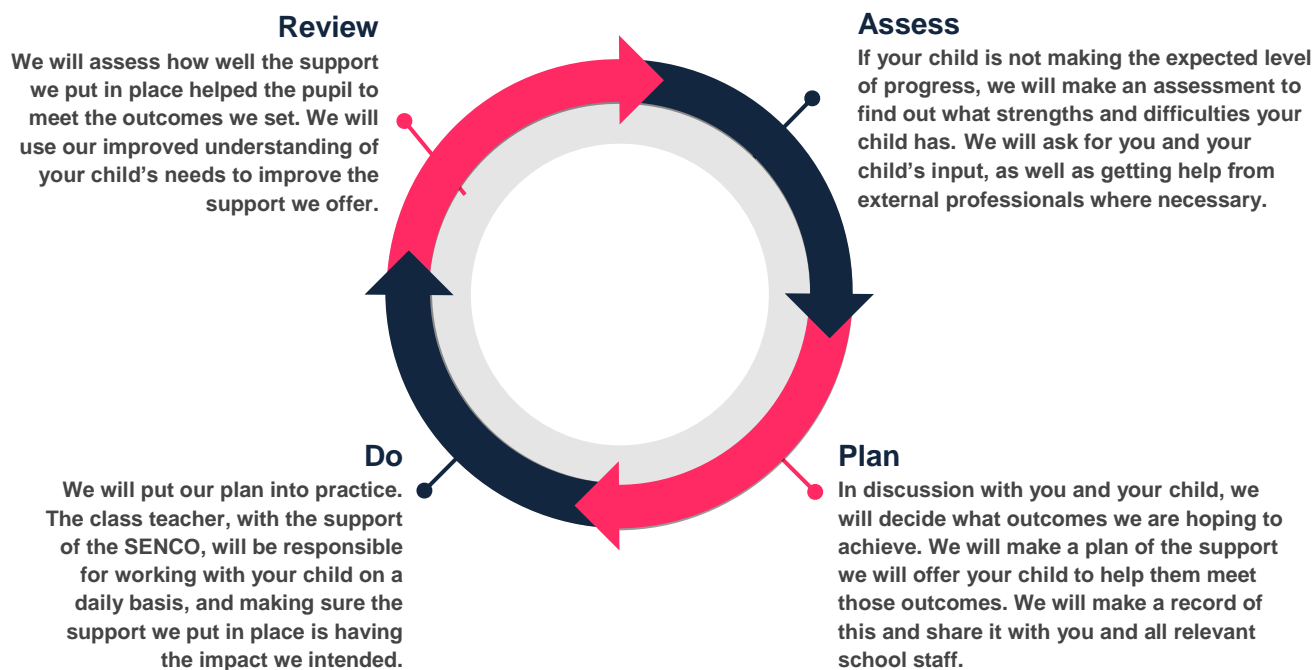 Review
We will assess how well the support
we put in place helped the pupil to
meet the outcomes we set. We will
use our improved understanding of
your child’s needs to improve the
support we offer.
Assess
If your child is not making the expected level
of progress, we will make an assessment to
find out what strengths and difficulties your
child has. We will ask for you and your
child’s input, as well as getting help from
external professionals where necessary.
Do
We will put our plan into practice.
The class teacher, with the support
of the SENCO, will be responsible
for working with your child on a
daily basis, and making sure the
support we put in place is having
the impact we intended.
Plan
In discussion with you and your child, we
will decide what outcomes we are hoping to
achieve. We will make a plan of the support
we will offer your child to help them meet
those outcomes. We will make a record of
this and share it with you and all relevant
school staff.